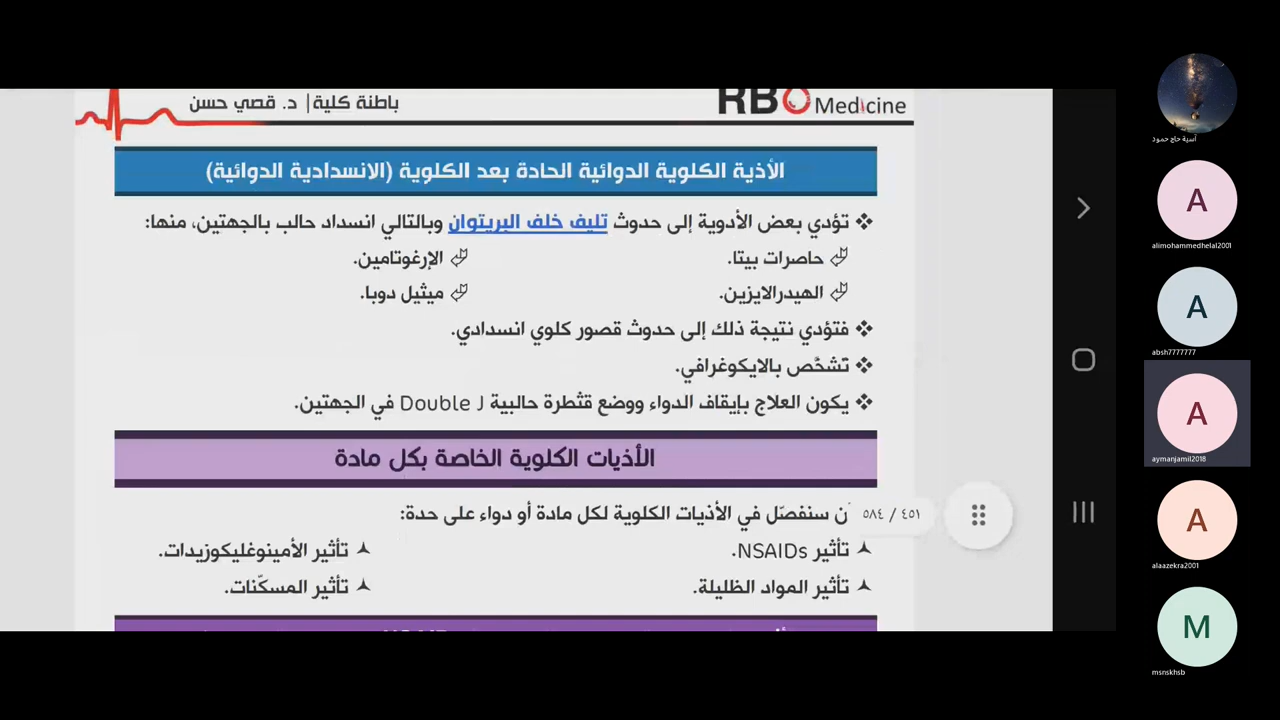 باطنة كلية | د. قصي حسن
RBO Medicine
الأذية الكلوية الدوائية الحادة بعد الكلوية (الانسدادية الدوائية)
❖ تؤدي بعض الأدوية إلى حدوث تليف خلف البريتوان وبالتالي انسداد حالب بالجهتين، منها:
حاصرات بيتا.
الإرغوتامين.
الهيدرالايزين.
ميثيل دوبا.
❖ فتؤدي نتيجة ذلك إلى حدوث قصور كلوي انسدادي.
❖ تشخَّص بالايكوغرافي.
❖ يكون العلاج بإيقاف الدواء ووضع قثطرة حالبية Double J في الجهتين.
الأذيات الكلوية الخاصة بكل مادة
ن سنفصّل في الأذيات الكلوية لكل مادة أو دواء على حدة:
٤٥١ / ٥٨٤
تأثير NSAIDs.
تأثير الأمينوغليكوزيدات.
تأثير المواد الظليلة.
تأثير المسكّنات.
آسية حاج حمود
A
alimohammedhelal2001
A
absh7777777
A
aymanjamil2018
A
alaazekra2001
M
msnskhsb